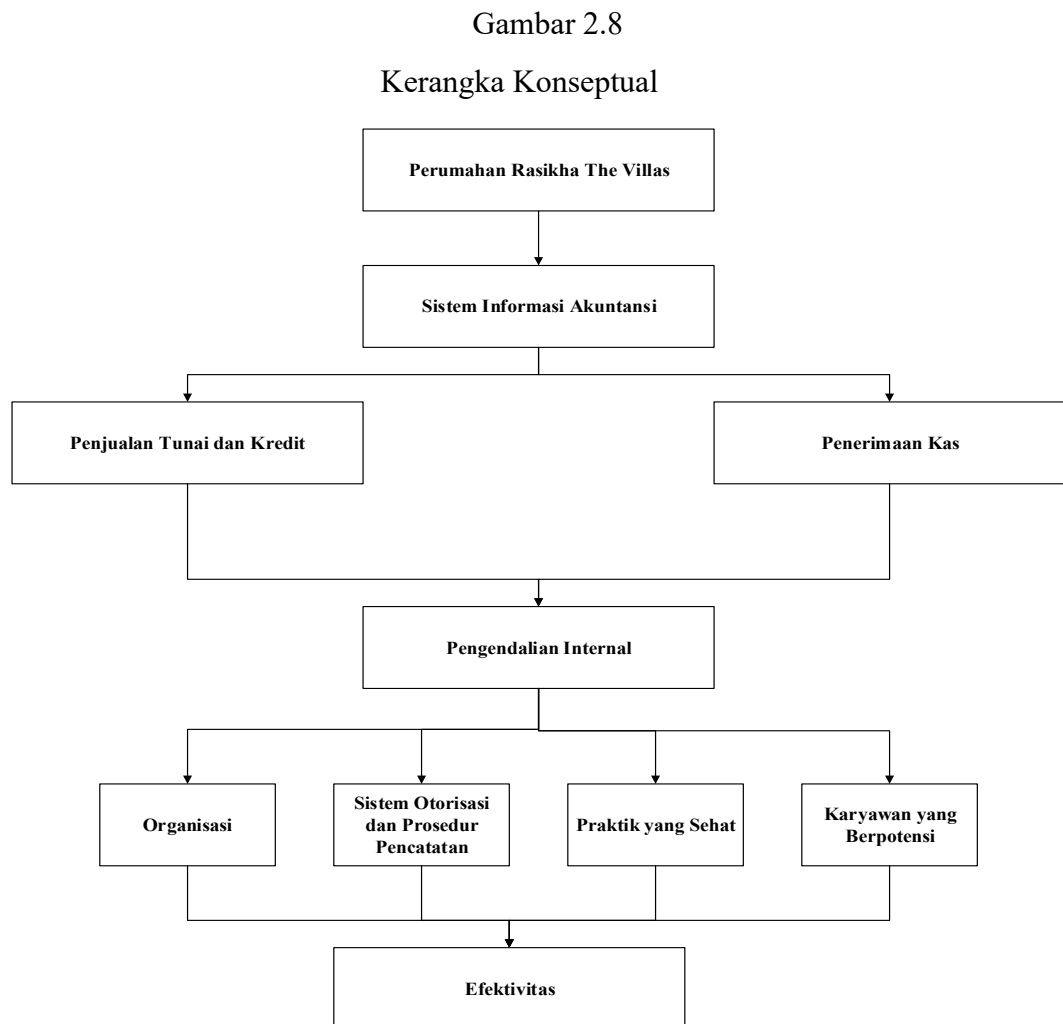 Gambar 2.8
Kerangka Konseptual
Perumahan Rasikha The Villas
Sistem Informasi Akuntansi
Penjualan Tunai dan Kredit
Penerimaan Kas
Pengendalian Internal
Organisasi
Sistem Otorisasi
dan Prosedur
Pencatatan
Praktik yang Sehat
Karyawan yang
Berpotensi
Efektivitas